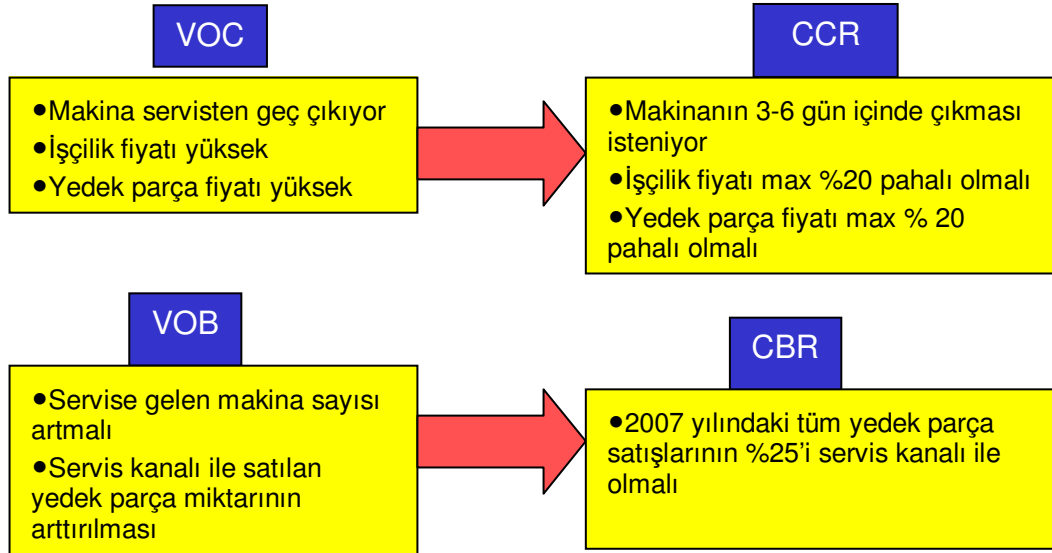 VOC
●Makina servisten geç çıkıyor
●İşçilik fiyatı yüksek
●Yedek parça fiyatı yüksek
CCR
●Makinanın 3-6 gün içinde çıkması
isteniyor
●İşçilik fiyatı max %20 pahalı olmalı
●Yedek parça fiyatı max % 20
pahalı olmalı
VOB
●Servise gelen makina sayısı
artmalı
●Servis kanalı ile satılan
yedek parça miktarının
arttırılması
CBR
●2007 yılındaki tüm yedek parça
satışlarının %25’i servis kanalı ile
olmalı